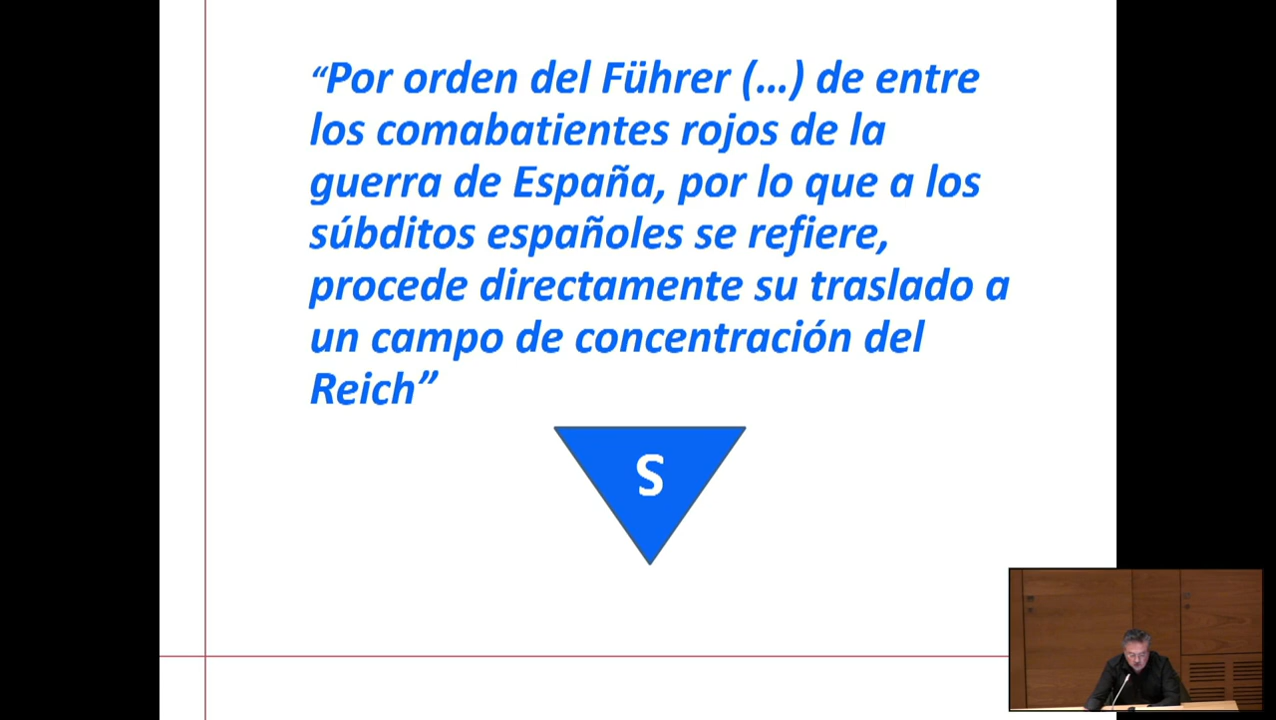 “Por orden del Führer (…) de entre
los comabatientes rojos de la
guerra de España, por lo que a los
súbditos españoles se refiere,
procede directamente su traslado a
un campo de concentración del
Reich”
S